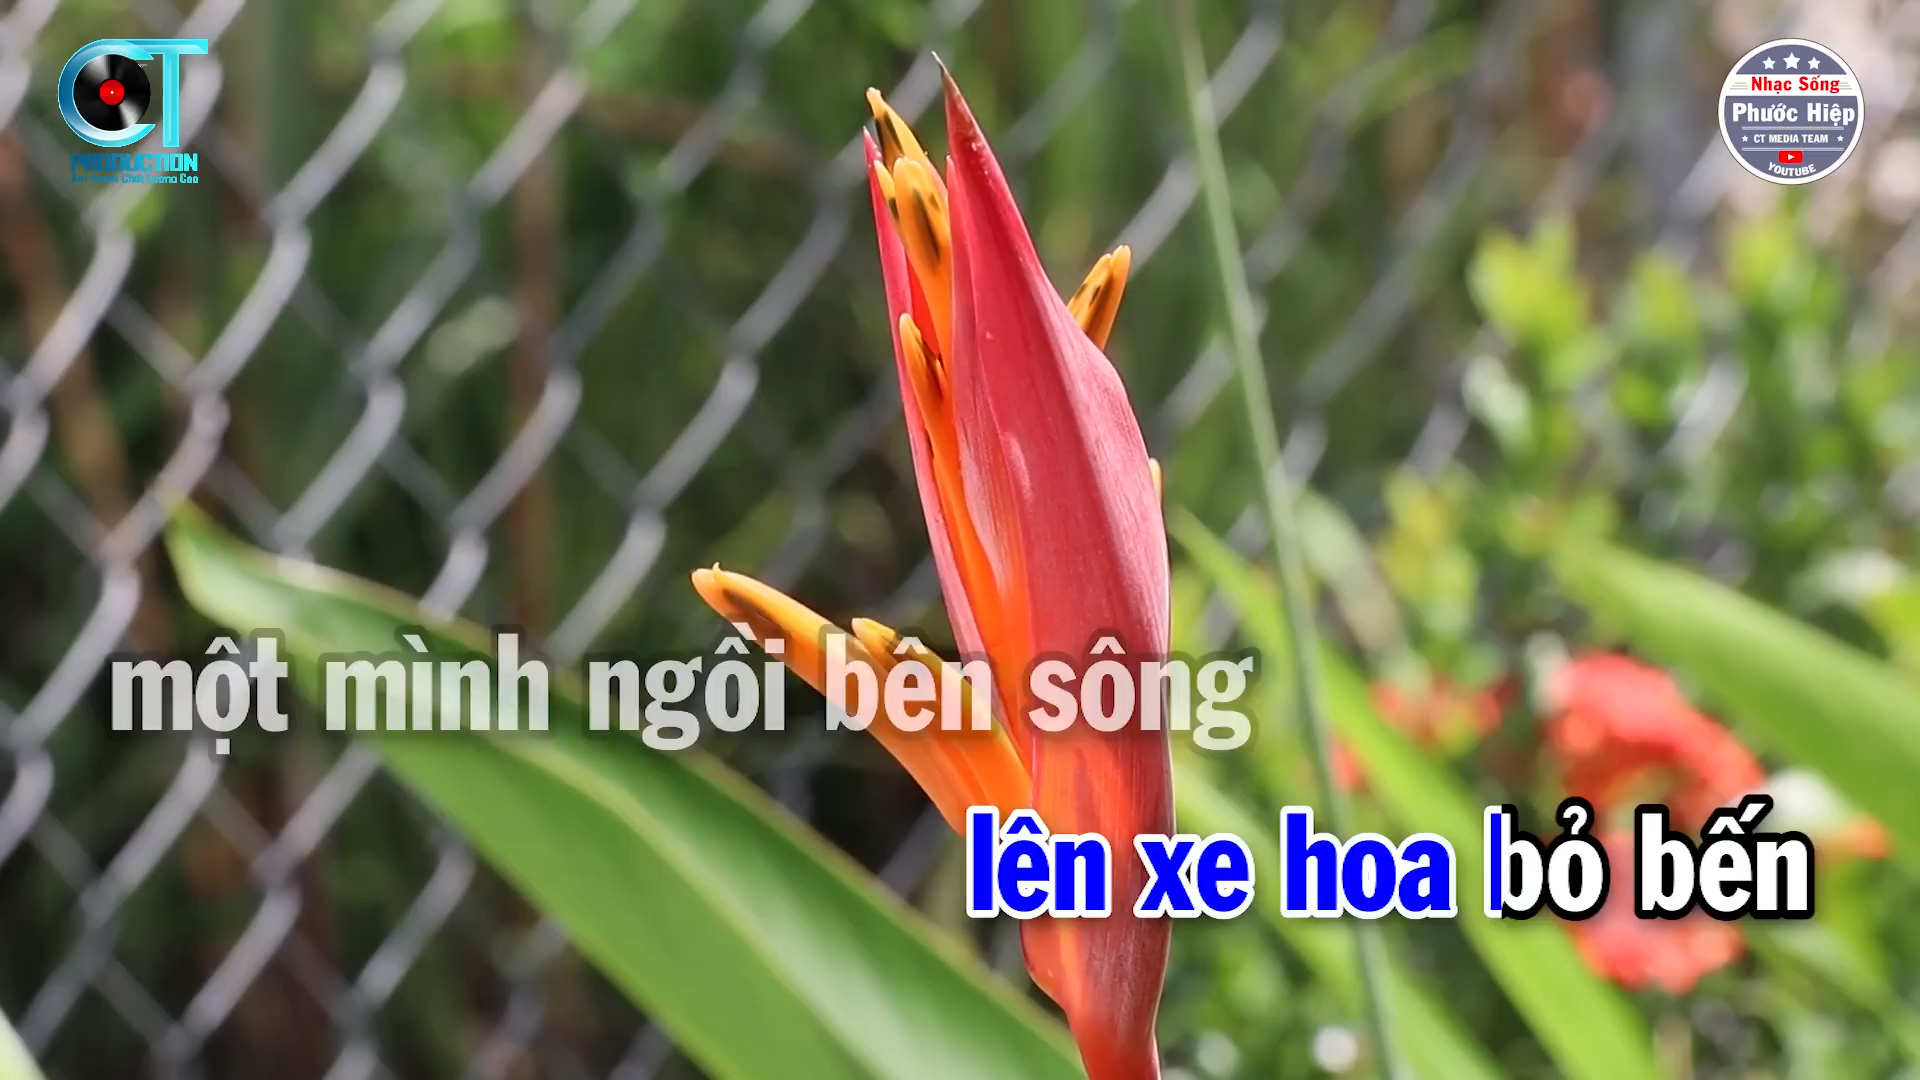 CT
PRODUCTION
Nhạc Sống
Phước Hiệp
CT MEDIA TEAM
YOUTUBE
một mình ngồi bên sông
lên xe hoa bỏ bến